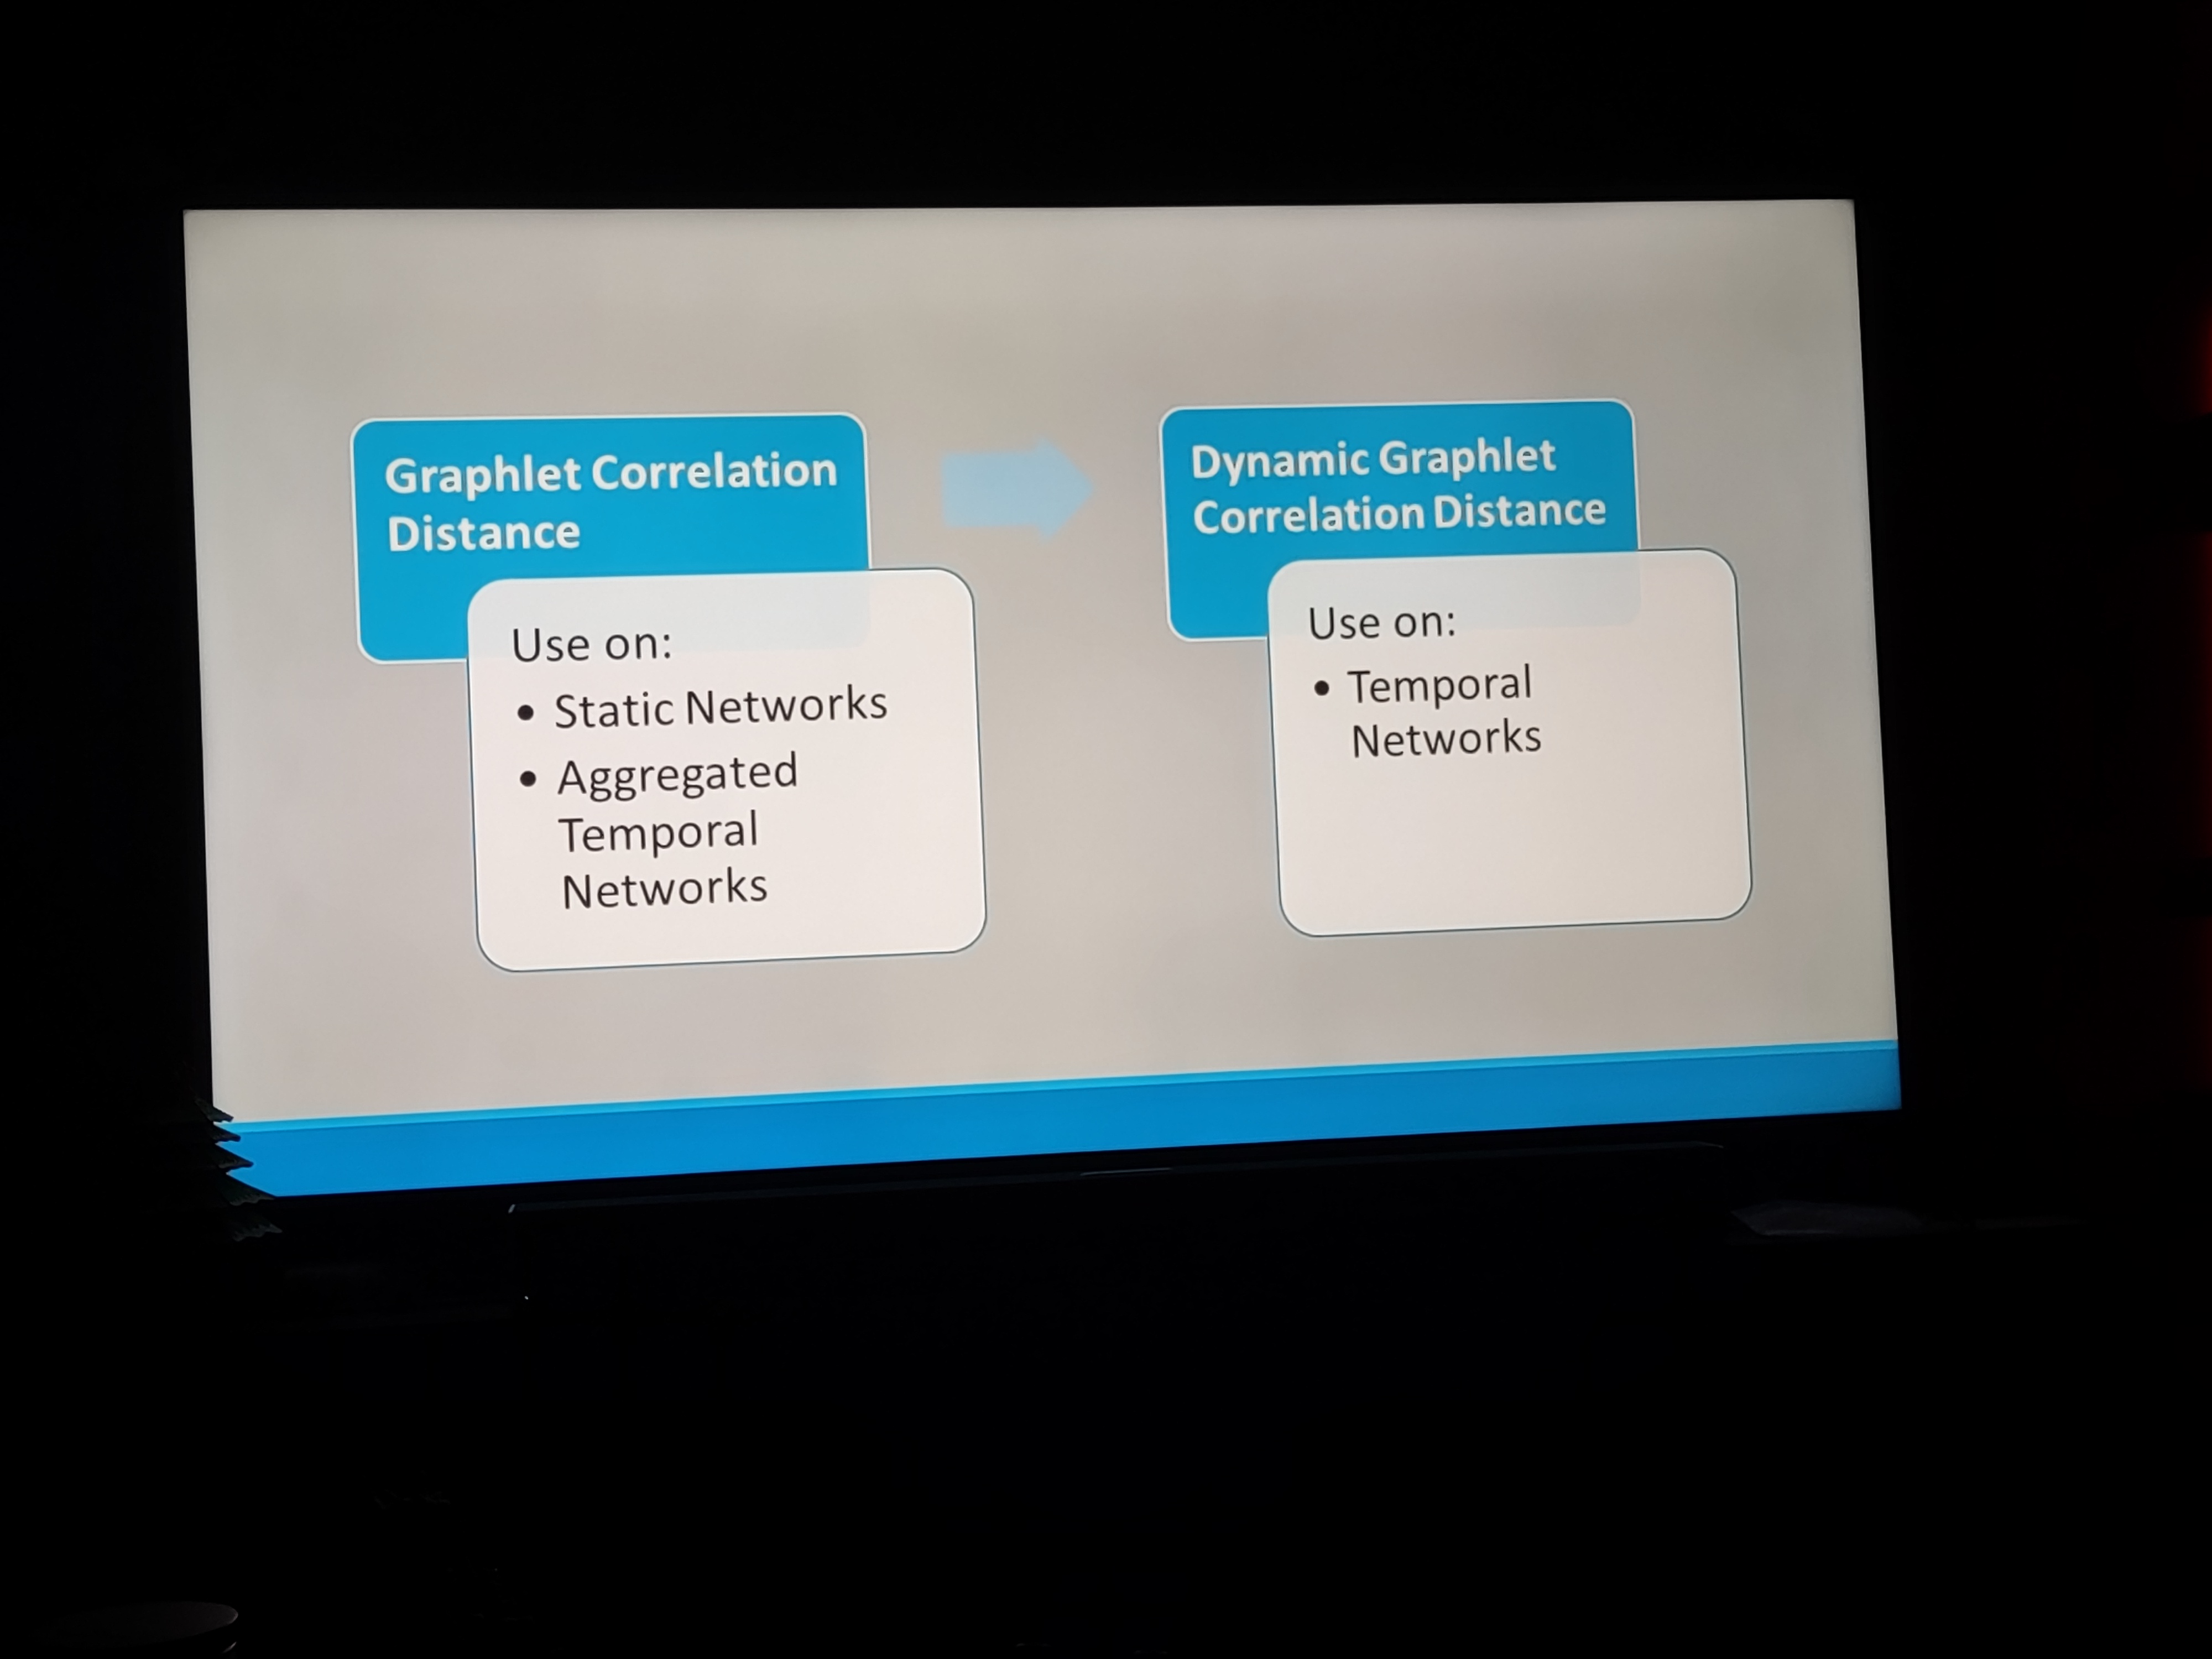 Graphlet Correlation
Distance
Use on:
• Static Networks
• Aggregated
Temporal
Networks
Dynamic Graphlet
Correlation Distance
Use on:
• Temporal
Networks